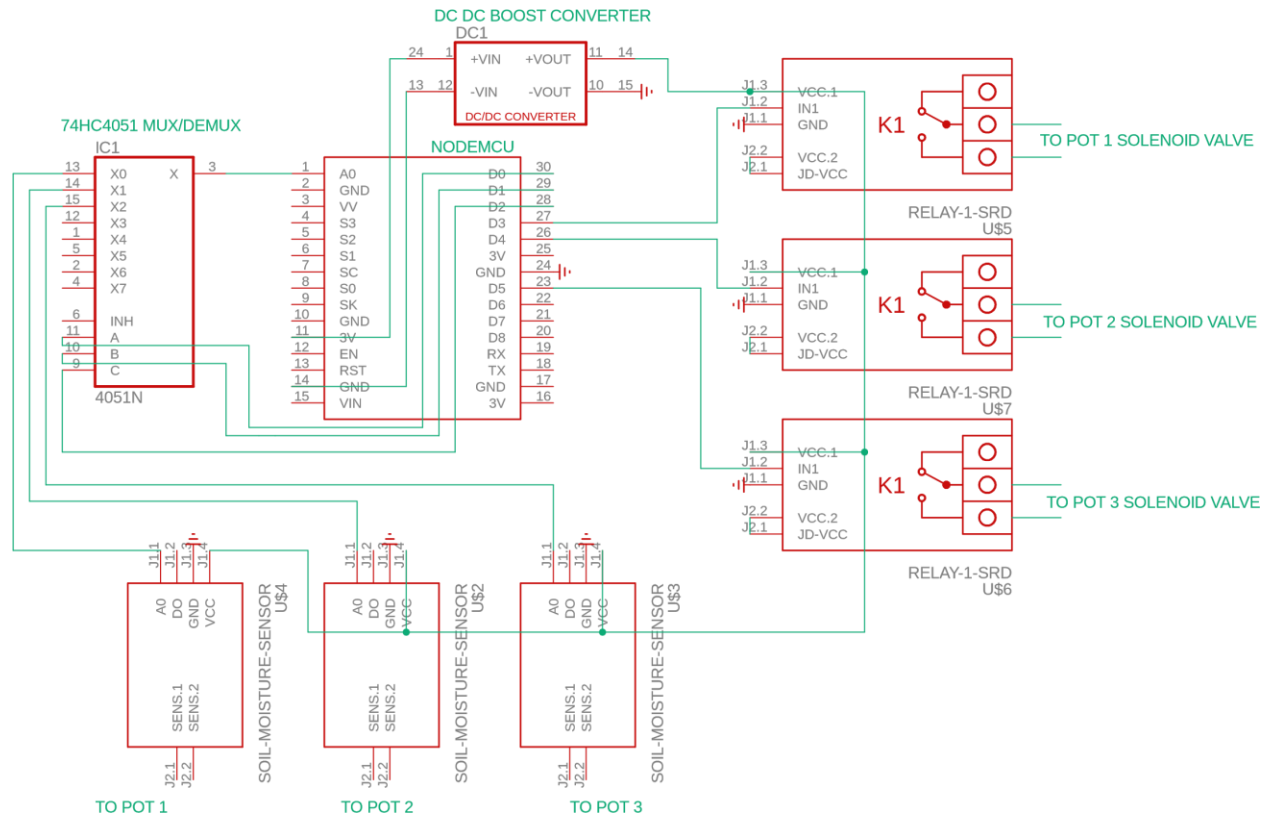 DC DC BOOST CONVERTER
DC1
24 1 +VIN +VOUT 11 14
13 12 -VIN -VOUT 10 15
DC/DC CONVERTER
74HC4051 MUX/DEMUX
IC1
13 X0 X 3
14 X1
15 X2
12 X3
1 X4
5 X5
2 X6
4 X7
6 INH
11 A
10 B
9 C
4051N
NODEMCU
1 A0 D0 30
2 GND D1 29
3 VV D2 28
4 S3 D3 27
5 S2 D4 26
6 S1 3V 25
7 SC GND 24
8 S0 D5 23
9 SK D6 22
10 GND D7 21
11 3V D8 20
12 EN RX 19
13 RST TX 18
14 GND GND 17
15 VIN 3V 16
J1.3 VCC.1
J1.2 IN1
J1.1 GND
J2.2 VCC.2
J2.1 JD-VCC
K1
TO POT 1 SOLENOID VALVE
RELAY-1-SRD
U$5
J1.3 VCC.1
J1.2 IN1
J1.1 GND
J2.2 VCC.2
J2.1 JD-VCC
K1
TO POT 2 SOLENOID VALVE
RELAY-1-SRD
U$7
J1.3 VCC.1
J1.2 IN1
J1.1 GND
J2.2 VCC.2
J2.1 JD-VCC
K1
TO POT 3 SOLENOID VALVE
RELAY-1-SRD
U$6
J1.1 J1.2 J1.3 J1.4
A0 DO GND VCC
SENS.1 SENS.2
J2.1 J2.2
SOIL-MOISTURE-SENSOR
U$4
TO POT 1
J1.1 J1.2 J1.3 J1.4
A0 DO GND VCC
SENS.1 SENS.2
J2.1 J2.2
SOIL-MOISTURE-SENSOR
U$2
TO POT 2
J1.1 J1.2 J1.3 J1.4
A0 DO GND VCC
SENS.1 SENS.2
J2.1 J2.2
SOIL-MOISTURE-SENSOR
U$3
TO POT 3